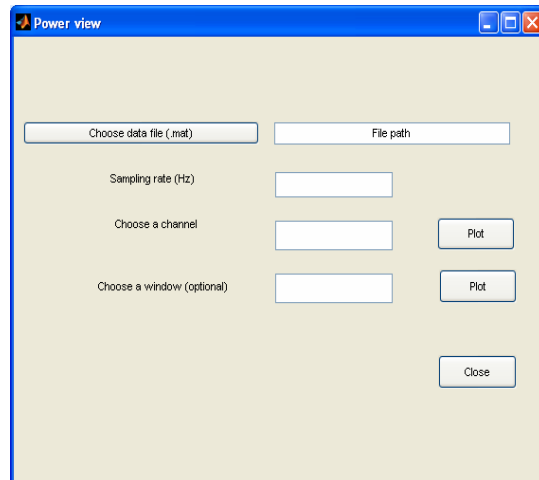 Power view
Choose data file (.mat) File path
Sampling rate (Hz)
Choose a channel Plot
Choose a window (optional) Plot
Close